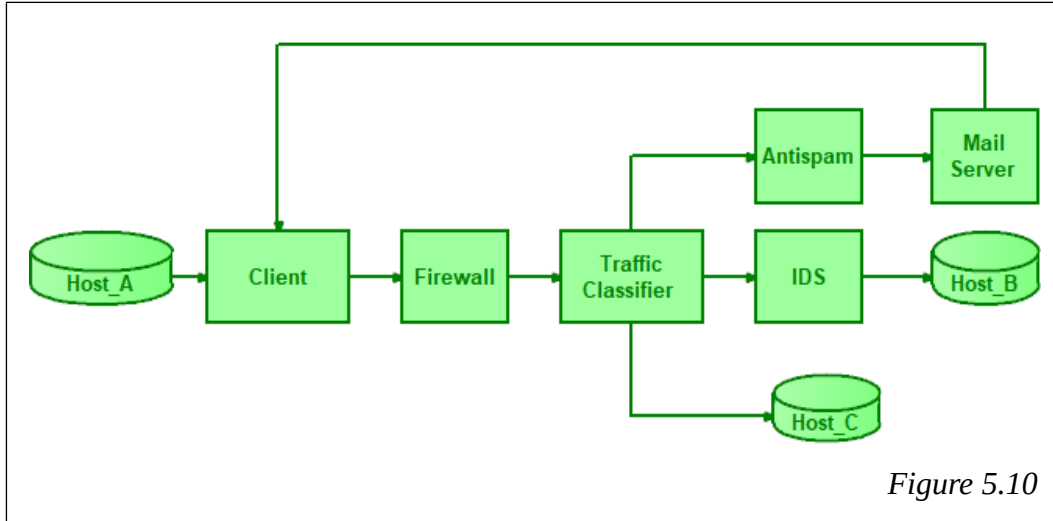 Antispam
Mail
Server
Host_A
Client
Firewall
Traffic
Classifier
IDS
Host_B
Host_C
Figure 5.10